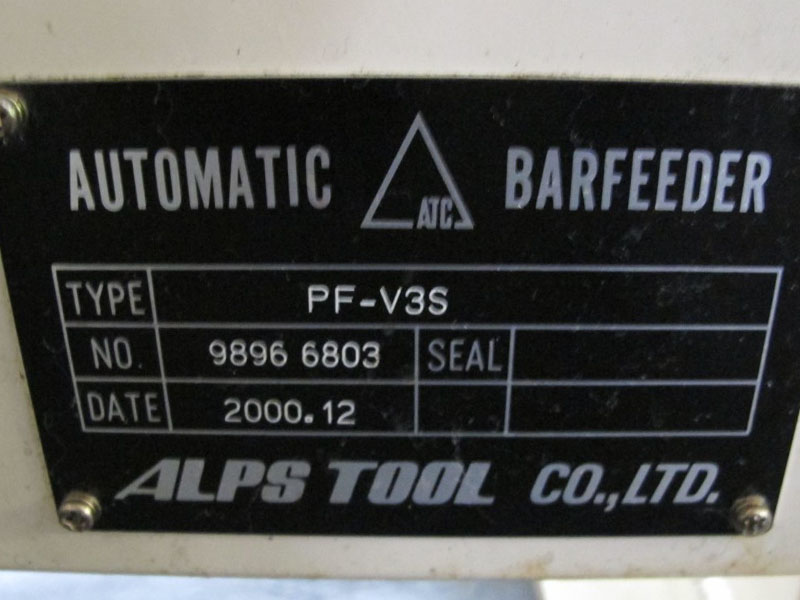 AUTOMATIC ATC BARFEEDER
TYPE PF-V3S
NO. 9896 6803 SEAL
DATE 2000.12
ALPS TOOL CO.,LTD.